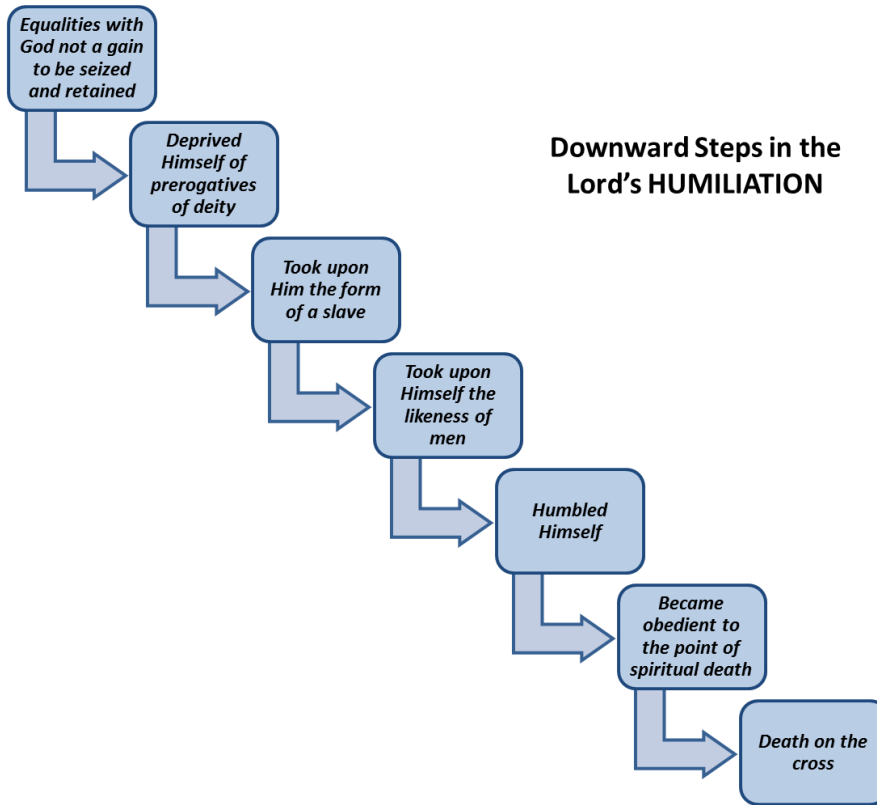 Equalities with
God not a gain
to be seized
and retained
Deprived
Himself of
prerogatives
of deity
Downward Steps in the
Lord's HUMILIATION
Took upon
Him the form
of a slave
Took upon
Himself the
likeness of
men
Humbled
Himself
Became
obedient to
the point of
spiritual death
Death on the
cross